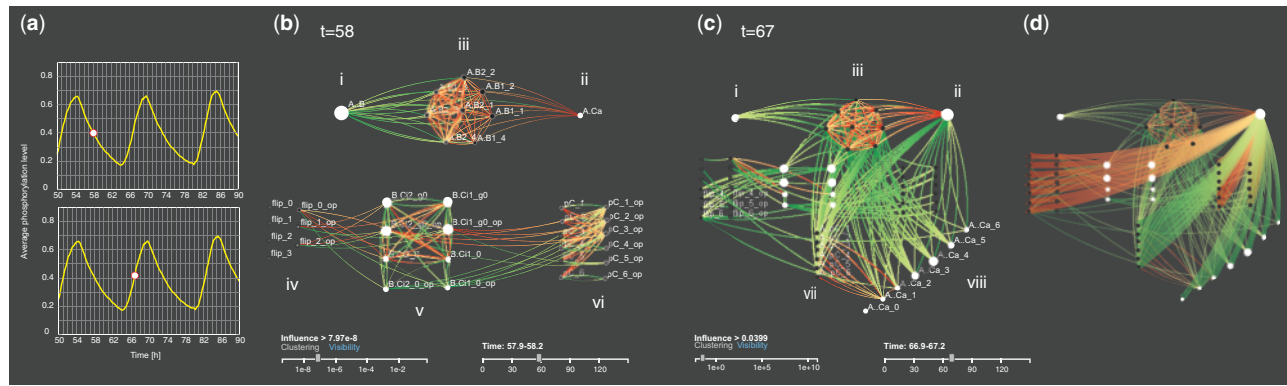 (a)
(b)
(c)
(d)
t=58
t=67
Average phosphorylation level
0.8
0.6
0.4
0.2
0
50 54 58 62 66 70 74 78 82 86 90
0.8
0.6
0.4
0.2
0
50 54 58 62 66 70 74 78 82 86 90
Time [h]
i
iii
ii
A..B
A.B2_2
A.B1_2
A.B1_1
A.B2_4
A.B1_4
A.Ca
flip_0
flip_0_op
flip_1
flip_1_op
flip_2
flip_2_op
flip_3
B.Ci2_g0
B.Ci1_g0
B.Ci1_g0_op
B.Ci1_0
B.Ci2_0_op
B.Ci1_0_op
pC_1_op
pC_2_op
pC_3_op
pC_4_op
pC_5_op
pC_6_op
iv
v
vi
Influence > 7.97e-8
Clustering Visibility
1e-8 1e-6 1e-4 1e-2
Time: 57.9-58.2
0 30 60 90 120
i
iii
ii
A..Ca_6
A..Ca_5
A..Ca_4
A..Ca_3
A..Ca_2
A..Ca_1
A..Ca_0
vii
viii
Influence > 0.0399
Clustering Visibility
1e+0 1e+5 1e+10
Time: 66.9-67.2
0 30 60 90 120